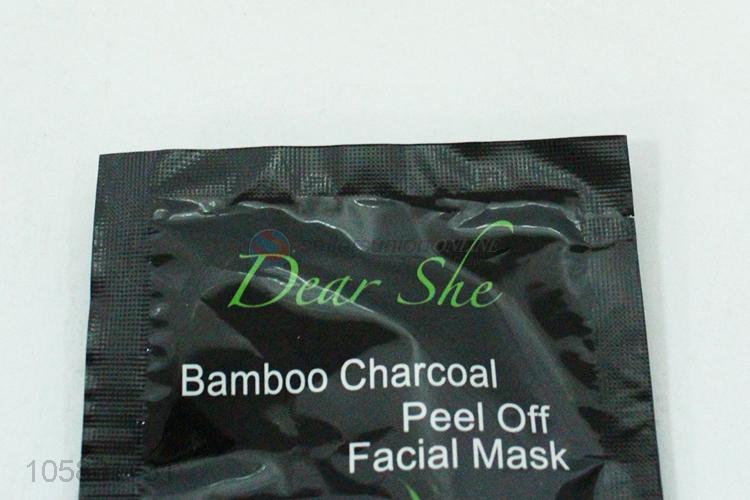 Dear She
Bamboo Charcoal
Peel Off
Facial Mask